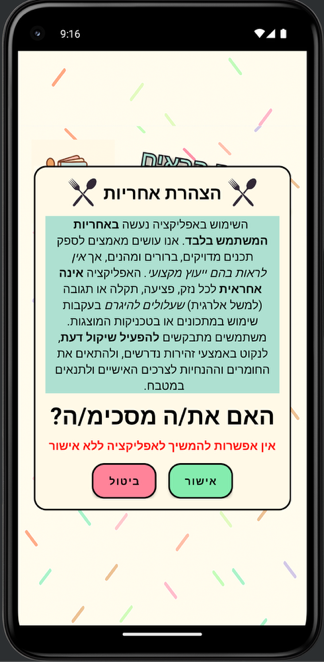 9:16
הצהרת אחריות
השימוש באפליקציה נעשה באחריות
המשתמש בלבד. אנו עושים מאמצים לספק
תכנים מדויקים, ברורים ומהנים, אך אין
לראות בהם ייעוץ מקצועי. האפליקציה אינה
אחראית לכל נזק, פציעה, תקלה או תגובה
(למשל אלרגית) שעלולים להיגרם בעקבות
שימוש במתכונים או בטכניקות המוצגות.
משתמשים מתבקשים להפעיל שיקול דעת,
לנקוט באמצעי זהירות נדרשים, ולהתאים את
החומרים וההנחיות לצרכים האישיים ולתנאים
במטבח.
האם את/ה מסכימ/ה?
אין אפשרות להמשיך לאפליקציה ללא אישור
אישור
ביטול